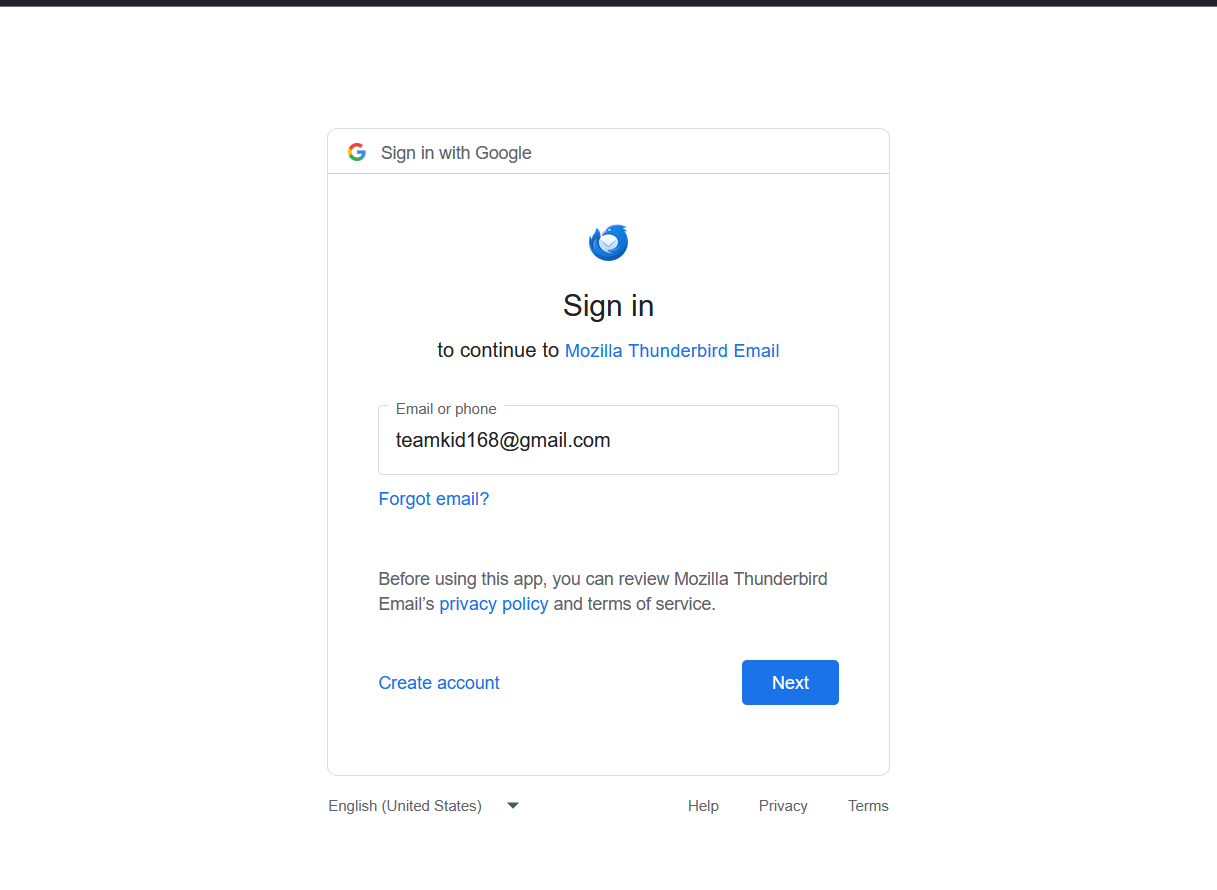 Sign in with Google
Sign in
to continue to Mozilla Thunderbird Email
Email or phone
teamkid168@gmail.com
Forgot email?
Before using this app, you can review Mozilla Thunderbird
Email’s privacy policy and terms of service.
Create account
Next
English (United States)
Help
Privacy
Terms